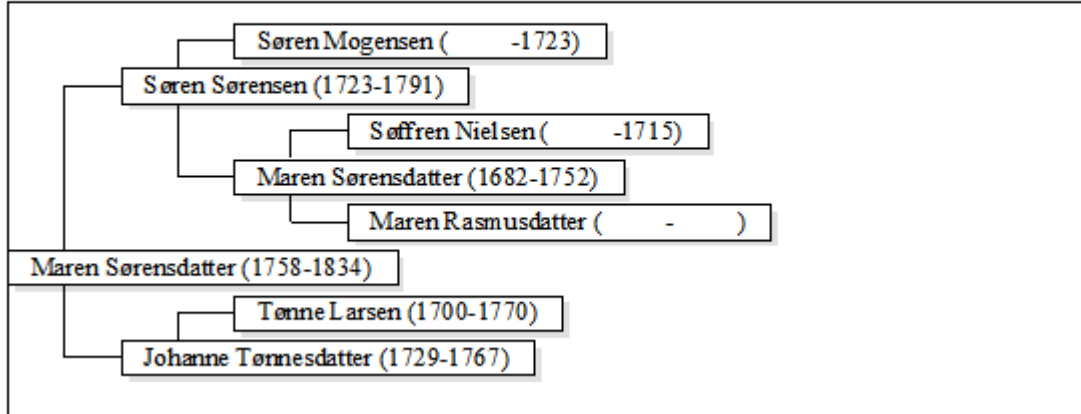 Søren Mogensen (          -1723)
Søren Sørensen (1723-1791)
Søffren Nielsen (          -1715)
Maren Sørensdatter (1682-1752)
Maren Rasmusdatter (          -          )
Maren Sørensdatter (1758-1834)
Tønne Larsen (1700-1770)
Johanne Tønnesdatter (1729-1767)